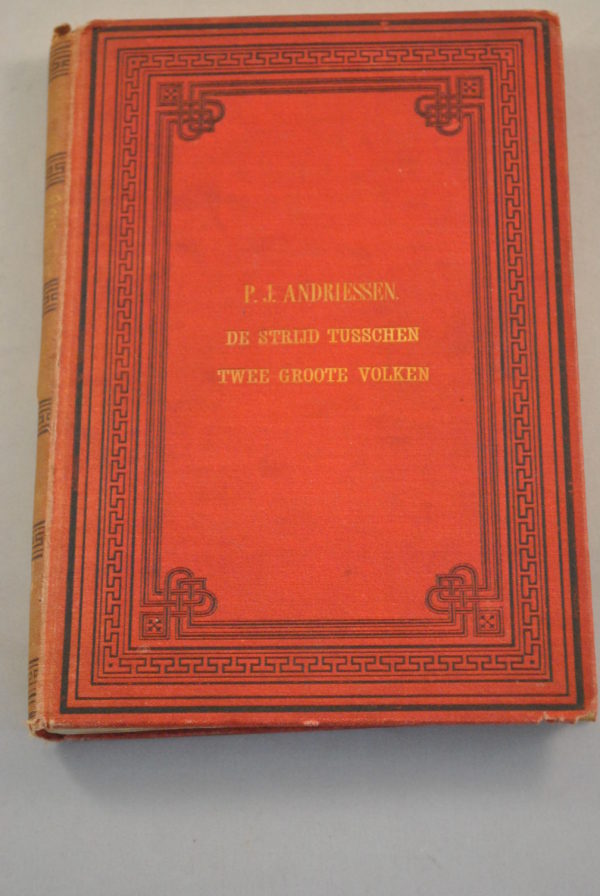 P. J. ANDRIESSEN.
DE STRIJD TUSSCHEN
TWEE GROOTE VOLKEN